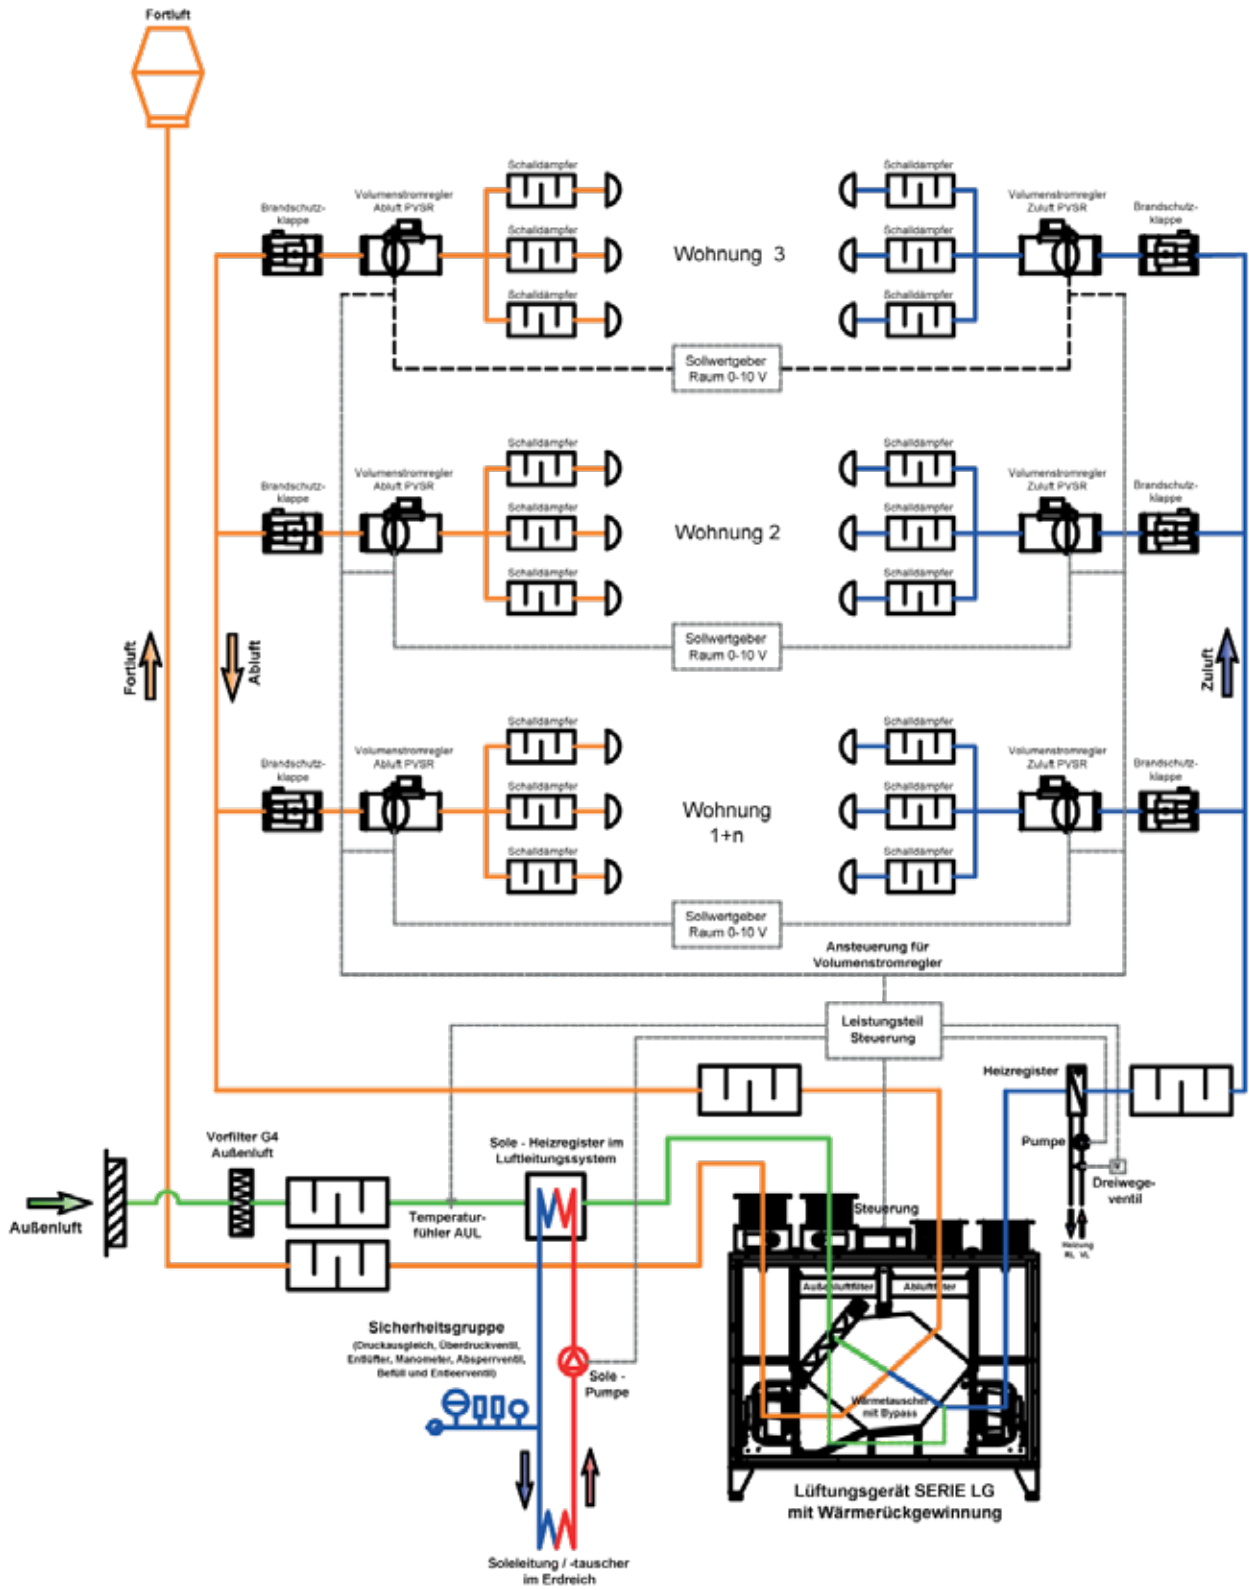 Fortluft
Schalldämpfer
Schalldämpfer
Volumenstromregler
Abluft PVSR
Volumenstromregler
Zuluft PVSR
Brandschutz-
klappe
Brandschutz-
klappe
Schalldämpfer
Schalldämpfer
Wohnung 3
Schalldämpfer
Schalldämpfer
Sollwertgeber
Raum 0-10 V
Schalldämpfer
Schalldämpfer
Volumenstromregler
Abluft PVSR
Volumenstromregler
Zuluft PVSR
Brandschutz-
klappe
Brandschutz-
klappe
Schalldämpfer
Schalldämpfer
Wohnung 2
Schalldämpfer
Schalldämpfer
Sollwertgeber
Raum 0-10 V
Fortluft
Abluft
Zuluft
Schalldämpfer
Schalldämpfer
Volumenstromregler
Abluft PVSR
Volumenstromregler
Zuluft PVSR
Brandschutz-
klappe
Brandschutz-
klappe
Schalldämpfer
Schalldämpfer
Wohnung
1+n
Schalldämpfer
Schalldämpfer
Sollwertgeber
Raum 0-10 V
Ansteuerung für
Volumenstromregler
Leistungsteil
Steuerung
Heizregister
Vorfilter G4
Außenluft
Sole - Heizregister im
Luftleitungssystem
Pumpe
Dreiwege-
ventil
Außenluft
Temperatur-
fühler AUL
Steuerung
Heizung
RL VL
Außenluftfilter
Abluftfilter
Sicherheitsgruppe
(Druckausgleich, Überdruckventil,
Entlüfter, Manometer, Absperrventil,
Befüll und Entleerventil)
Sole -
Pumpe
Wärmetauscher
mit Bypass
Lüftungsgerät SERIE LG
mit Wärmerückgewinnung
Soleleitung / -tauscher
im Erdreich